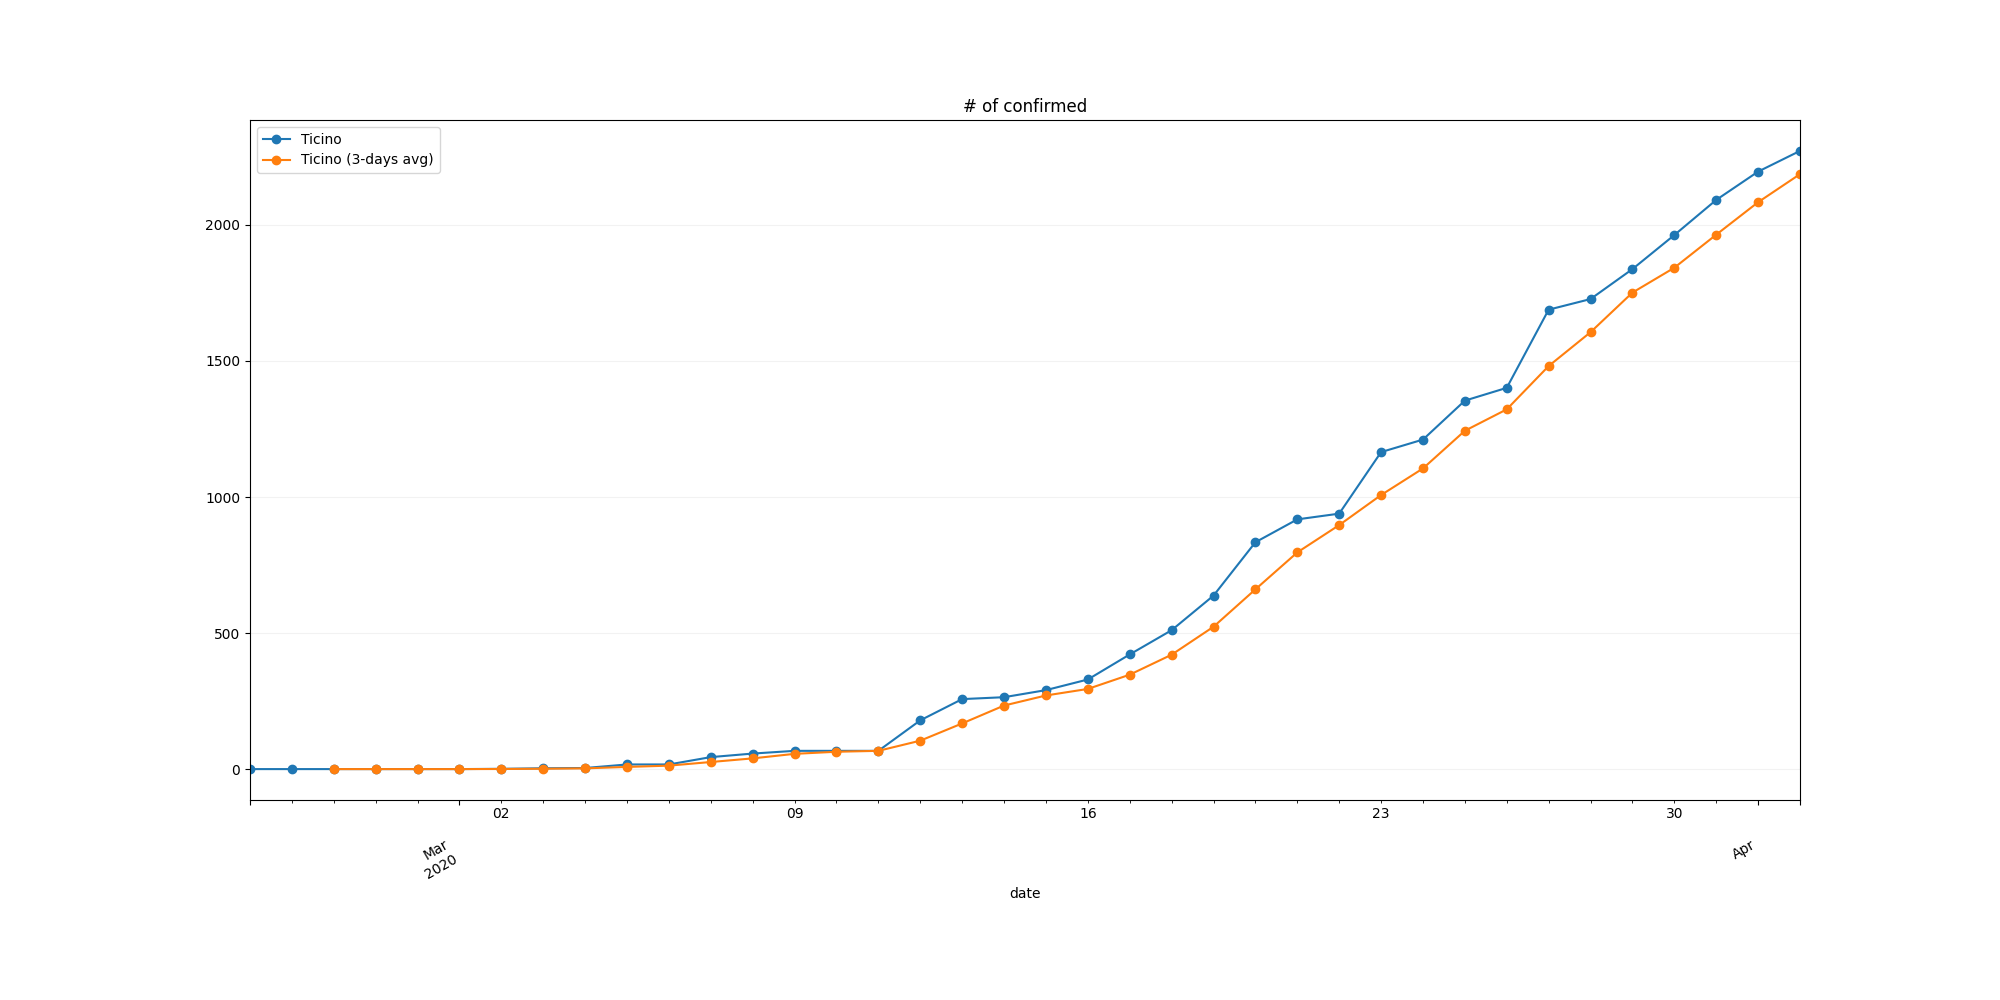 # of confirmed
Ticino
Ticino (3-days avg)
2000
1500
1000
500
0
02
09
16
23
30
Mar
2020
Apr
date